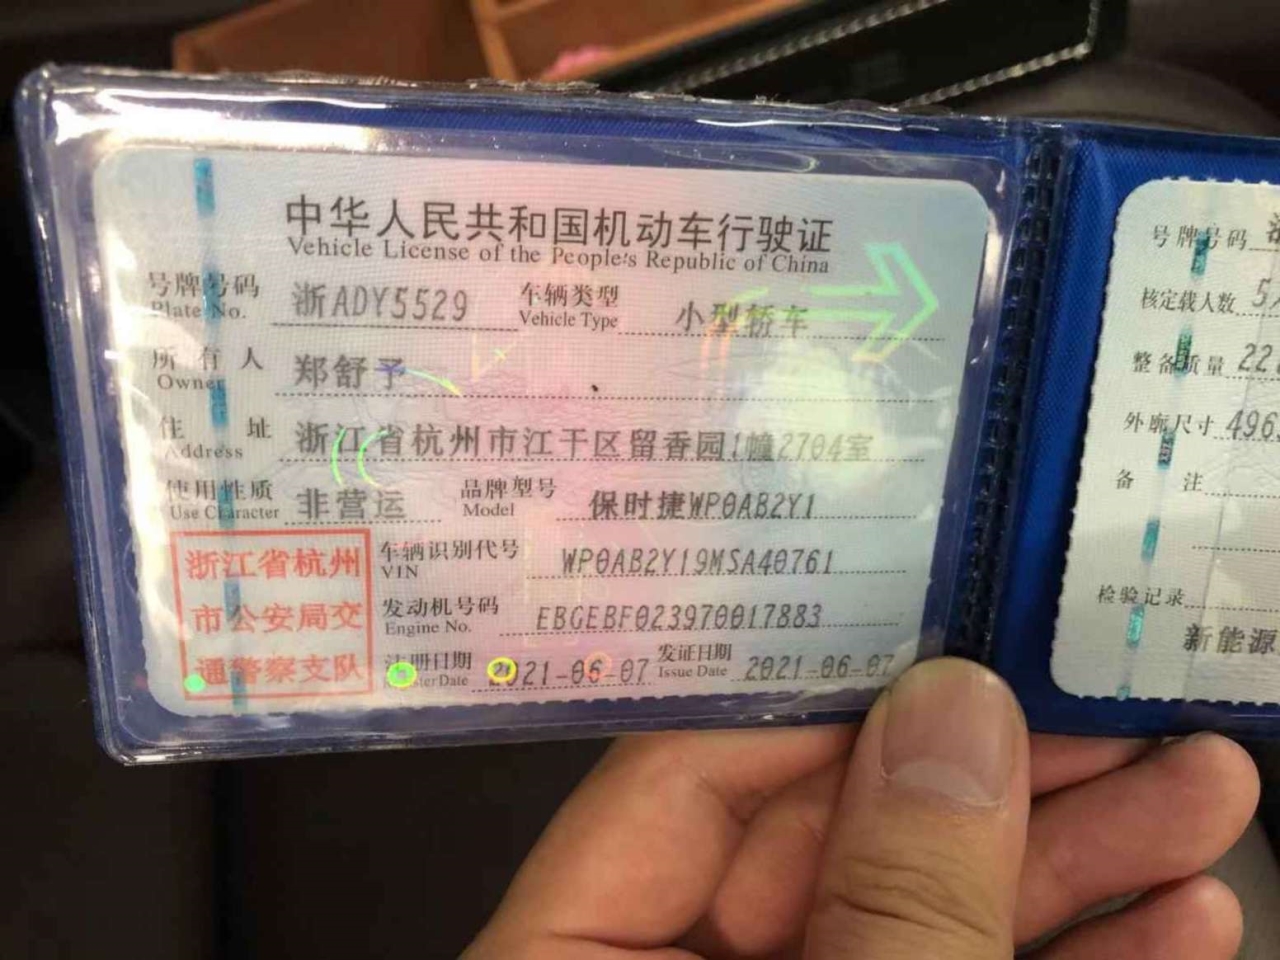 中华人民共和国机动车行驶证
Vehicle License of the People's Republic of China
号牌号码 浙ADY5529 车辆类型 小型轿车
Plate No. Vehicle Type
所有人 郑舒予
Owner
住址 浙江省杭州市江干区留香园1幢2704室
Address
使用性质 非营运 品牌型号 保时捷WP0AB2Y1
Use Character Model
浙江省杭州
市公安局交
通警察支队
车辆识别代号 WP0AB2Y19MSA40761
VIN
发动机号码 EBGEBF023970017883
Engine No.
注册日期 2021-06-07 发证日期 2021-06-07
Issue Date
号牌号码
核定载人数 5
整备质量 22
外廓尺寸 496
备注
检验记录
新能源